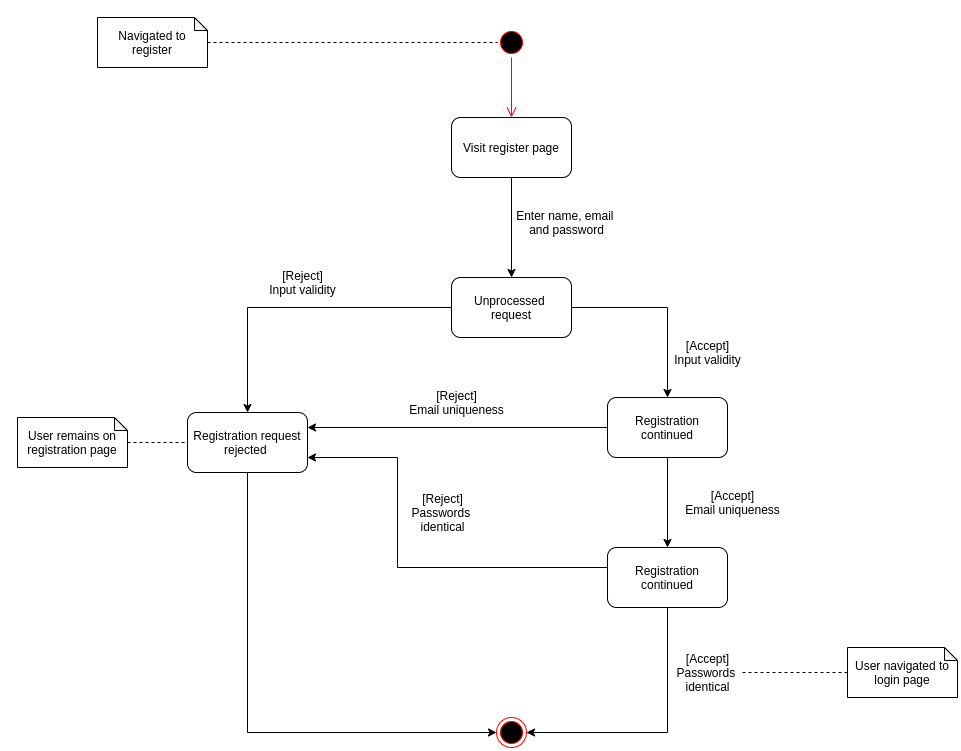 Navigated to
register
Visit register page
Enter name, email
and password
[Reject]
Input validity
Unprocessed
request
[Accept]
Input validity
[Reject]
Email uniqueness
Registration
continued
User remains on
registration page
Registration request
rejected
[Reject]
Passwords
identical
[Accept]
Email uniqueness
Registration
continued
[Accept]
Passwords
identical
User navigated to
login page